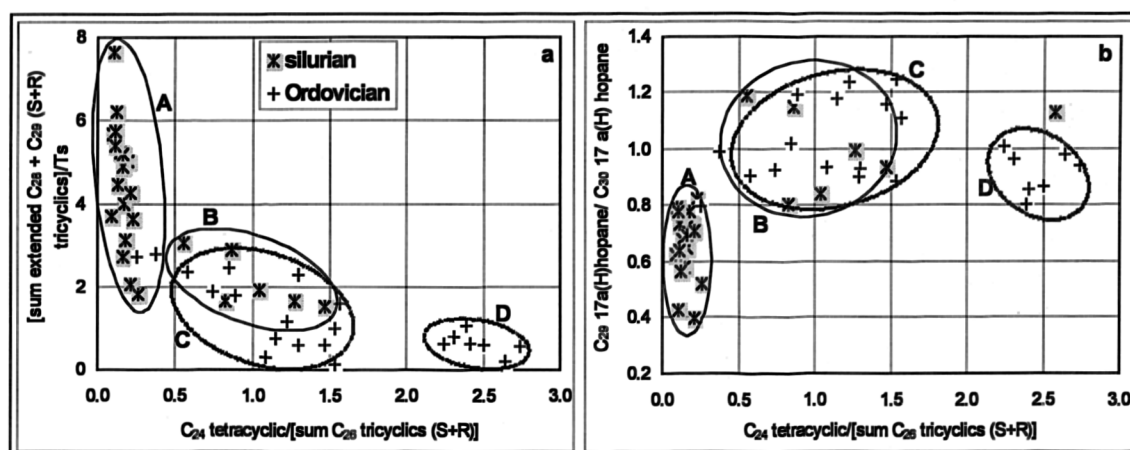 8
6
4
2
0
[sum extended C28 + C29 (S+R)
tricyclics]/Ts
silurian
Ordovician
a
A
B
C
D
0.0 0.5 1.0 1.5 2.0 2.5 3.0
C24 tetracyclic/[sum C26 tricyclics (S+R)]
1.4
1.2
1.0
0.8
0.6
0.4
0.2
C29 17a(H)hopane/ C30 17 a(H) hopane
b
C
A
B
D
0.0 0.5 1.0 1.5 2.0 2.5 3.0
C24 tetracyclic/[sum C26 tricyclics (S+R)]